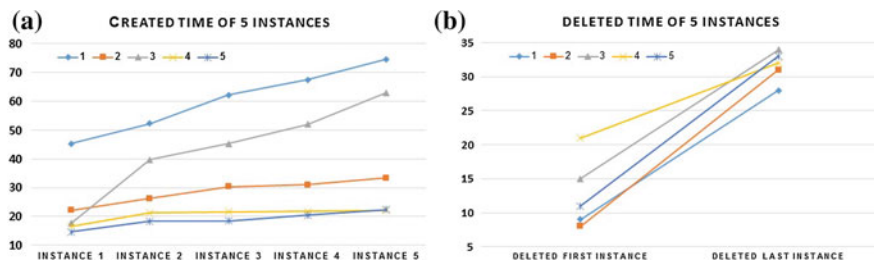 (a)
CREATED TIME OF 5 INSTANCES
80
70
60
50
40
30
20
10
1 2 3 4 5
INSTANCE 1 INSTANCE 2 INSTANCE 3 INSTANCE 4 INSTANCE 5
(b)
DELETED TIME OF 5 INSTANCES
35
30
25
20
15
10
5
1 2 3 4 5
DELETED FIRST INSTANCE DELETED LAST INSTANCE